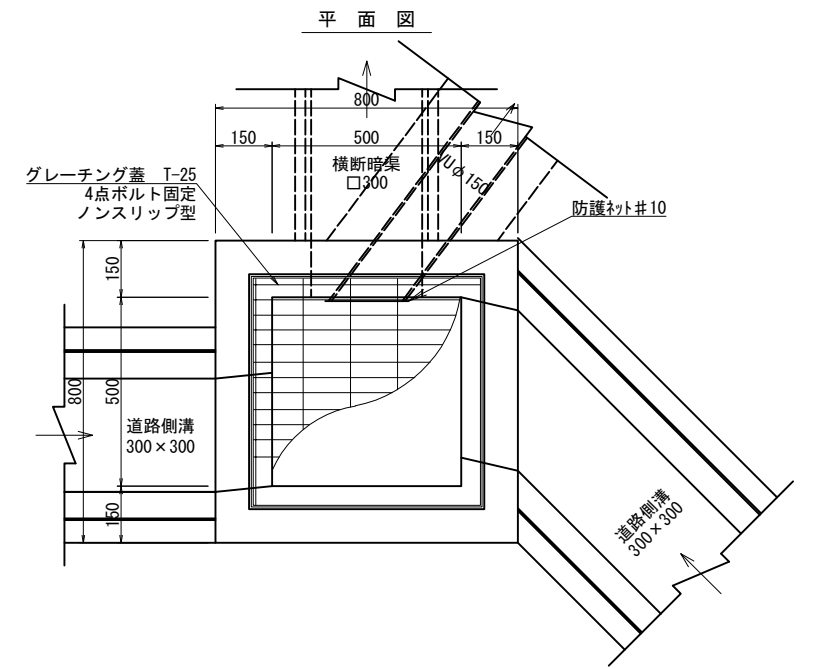 平面図
800
150 500 150
横断暗渠
□300
VUφ150
グレーチング蓋 T-25
4点ボルト固定
ノンスリップ型
防護ネット＃10
150
500
800
150
道路側溝
300×300
道路側溝
300×300